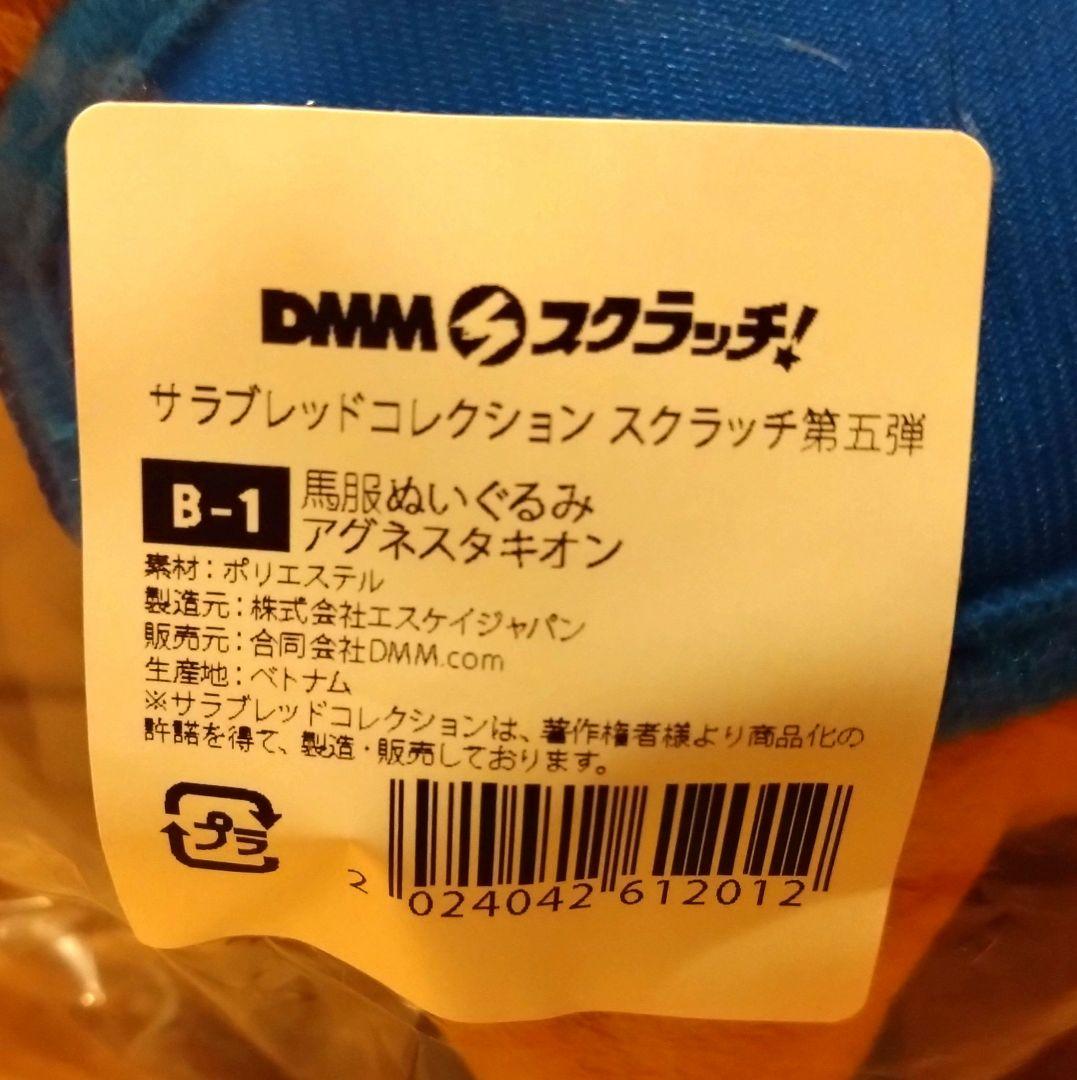 DMM スクラッチ!
サラブレッドコレクション スクラッチ第五弾
B-1
馬服ぬいぐるみ
アグネスタキオン
素材：ポリエステル
製造元：株式会社エスケイジャパン
販売元：合同会社DMM.com
生産地：ベトナム
※サラブレッドコレクションは、著作権者様より商品化の
許諾を得て、製造・販売しております。
プラ
2 024042 612012